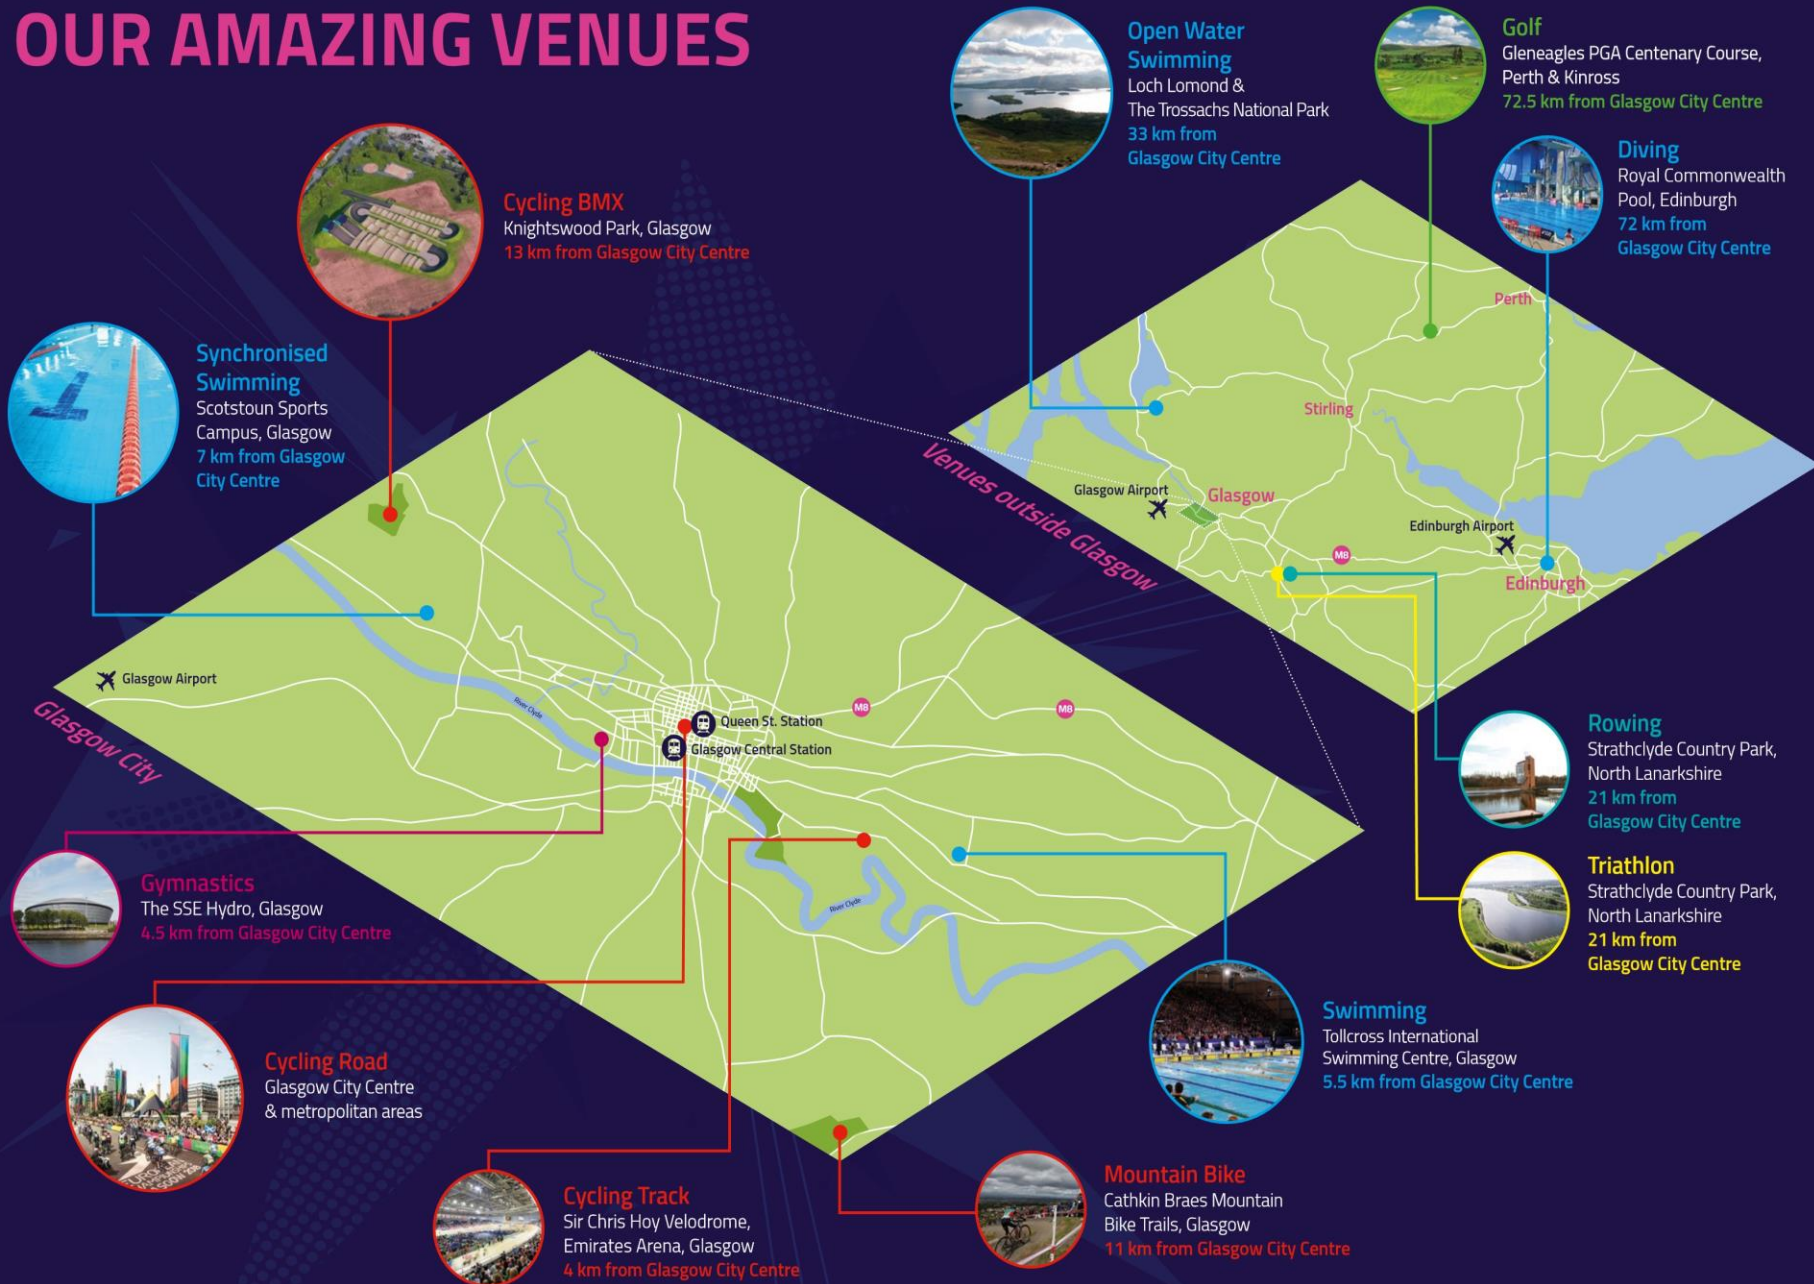 OUR AMAZING VENUES
Open Water
Swimming
Loch Lomond &
The Trossachs National Park
33 km from
Glasgow City Centre
Golf
Gleneagles PGA Centenary Course,
Perth & Kinross
72.5 km from Glasgow City Centre
Diving
Royal Commonwealth
Pool, Edinburgh
72 km from
Glasgow City Centre
Cycling BMX
Knightswood Park, Glasgow
13 km from Glasgow City Centre
Synchronised
Swimming
Scotstoun Sports
Campus, Glasgow
7 km from Glasgow
City Centre
Perth
Stirling
Venues outside Glasgow
Glasgow Airport
Glasgow
Edinburgh Airport
M8
Edinburgh
Glasgow Airport
Glasgow City
River Clyde
Queen St. Station
Glasgow Central Station
M8
M8
River Clyde
Rowing
Strathclyde Country Park,
North Lanarkshire
21 km from
Glasgow City Centre
Triathlon
Strathclyde Country Park,
North Lanarkshire
21 km from
Glasgow City Centre
Gymnastics
The SSE Hydro, Glasgow
4.5 km from Glasgow City Centre
Swimming
Tollcross International
Swimming Centre, Glasgow
5.5 km from Glasgow City Centre
Cycling Road
Glasgow City Centre
& metropolitan areas
Cycling Track
Sir Chris Hoy Velodrome,
Emirates Arena, Glasgow
4 km from Glasgow City Centre
Mountain Bike
Cathkin Braes Mountain
Bike Trails, Glasgow
11 km from Glasgow City Centre